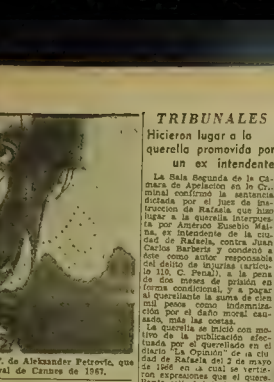 TRIBUNALES
Hicieron lugar a la
querella promovida por
un ex intendente
La Sala Segunda de la Cá-
mara de Apelación en lo Cri-
minal confirmó la sentencia
dictada por el juez de ins-
trucción de Rafaela que hizo
lugar a la querella interpues-
ta por Américo Eusebio Mai-
na, ex intendente de la ciu-
dad de Rafaela, contra Juan
Carlos Barberis y condenó a
éste como autor responsable
del delito de injurias (artícu-
lo 110, C. Penal), a la pena
de dos meses de prisión en
forma condicional, y a pagar
al querellante la suma de cien
mil pesos como indemniza-
ción por el daño moral cau-
sado, más las costas.
La querella se inició con mo-
tivo de la publicación efec-
tuada por el querellado en el
diario "La Opinión" de la ciu
dad de Rafaela del 2 de mayo
de 1966 en la cual se vertie-
ron expresiones que el quere-
de Aleksander Petrovic, que
val de Cannes de 1967.